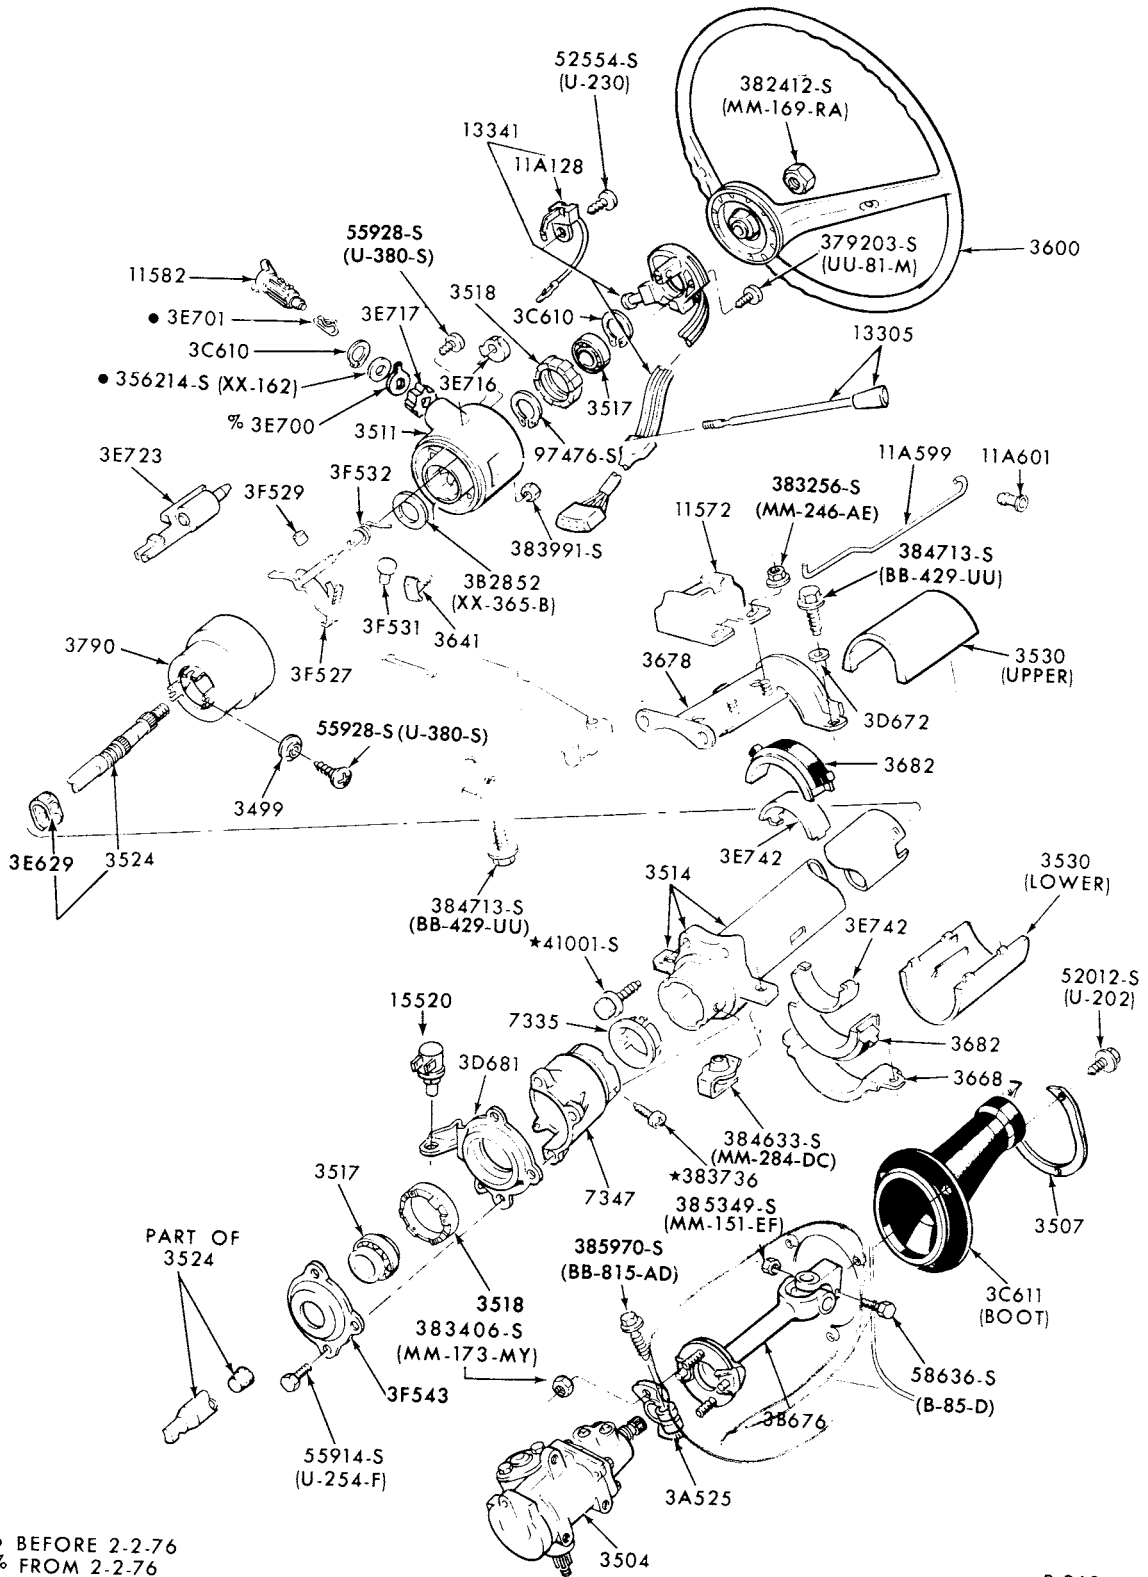 52554-S
(U-230)
382412-S
(MM-169-RA)
13341
11A128
55928-S
(U-380-S)
379203-S
(UU-81-M)
3600
11582
3518
● 3E701
3E717
3C610
13305
3C610
● 356214-S (XX-162)
3E716
3517
% 3E700
3511
97476-S
3E723
3F532
11A599
11A601
3F529
383256-S
(MM-246-AE)
11572
383991-S
384713-S
(BB-429-UU)
3B2852
(XX-365-B)
3F531
3641
3790
3F527
3678
3530
(UPPER)
3D672
55928-S (U-380-S)
3682
3499
3E742
3E629
3524
3514
3530
(LOWER)
384713-S
(BB-429-UU)
★41001-S
3E742
52012-S
(U-202)
15520
7335
3D681
3682
3668
384633-S
(MM-284-DC)
3517
★383736
7347
385349-S
(MM-151-EF)
3507
PART OF
3524
385970-S
(BB-815-AD)
3C611
(BOOT)
3518
383406-S
(MM-173-MY)
58636-S
(B-85-D)
3F543
3B676
55914-S
(U-254-F)
3A525
3504
BEFORE 2-2-76
% FROM 2-2-76